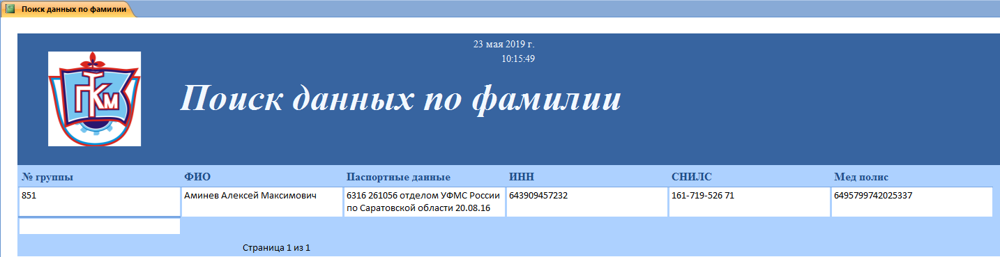 Поиск данных по фамилии
23 мая 2019 г.
10:15:49
ГТКМ
Поиск данных по фамилии
№ группы ФИО Паспортные данные ИНН СНИЛС Мед полис
851 Аминев Алексей Максимович 6316 261056 отделом УФМС России 643909457232 161-719-526 71 6495799742025337
по Саратовской области 20.08.16
Страница 1 из 1